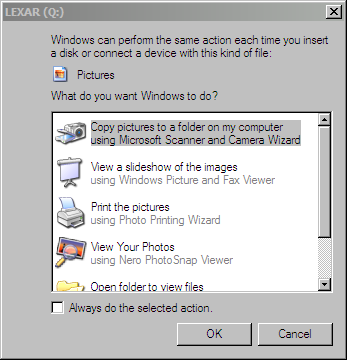 LEXAR (Q:)
Windows can perform the same action each time you insert
a disk or connect a device with this kind of file:
Pictures
What do you want Windows to do?
Copy pictures to a folder on my computer
using Microsoft Scanner and Camera Wizard
View a slideshow of the images
using Windows Picture and Fax Viewer
Print the pictures
using Photo Printing Wizard
View Your Photos
using Nero PhotoSnap Viewer
Open folder to view files
Always do the selected action.
OK
Cancel